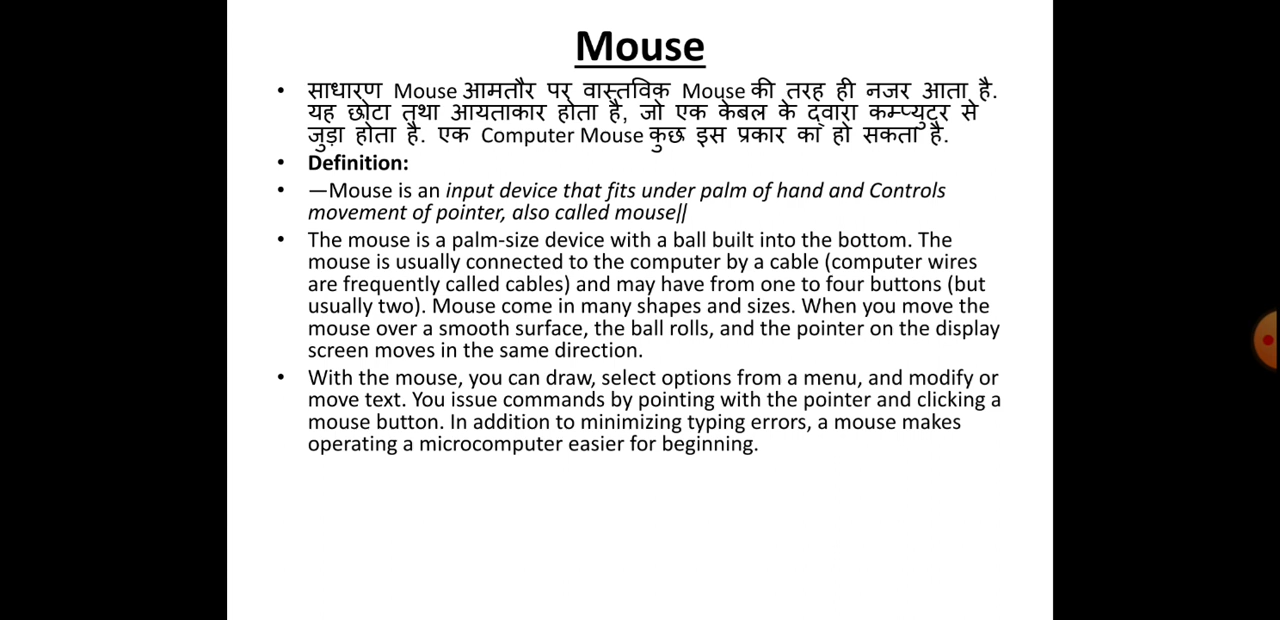 Mouse
• साधारण Mouse आमतौर पर वास्तविक Mouse की तरह ही नजर आता है.
यह छोटा तथा आयताकार होता है, जो एक केबल के द्वारा कम्प्युटर से
जुड़ा होता है. एक Computer Mouse कुछ इस प्रकार का हो सकता है.
• Definition:
• ―Mouse is an input device that fits under palm of hand and Controls
movement of pointer, also called mouse‖
• The mouse is a palm-size device with a ball built into the bottom. The
mouse is usually connected to the computer by a cable (computer wires
are frequently called cables) and may have from one to four buttons (but
usually two). Mouse come in many shapes and sizes. When you move the
mouse over a smooth surface, the ball rolls, and the pointer on the display
screen moves in the same direction.
• With the mouse, you can draw, select options from a menu, and modify or
move text. You issue commands by pointing with the pointer and clicking a
mouse button. In addition to minimizing typing errors, a mouse makes
operating a microcomputer easier for beginning.